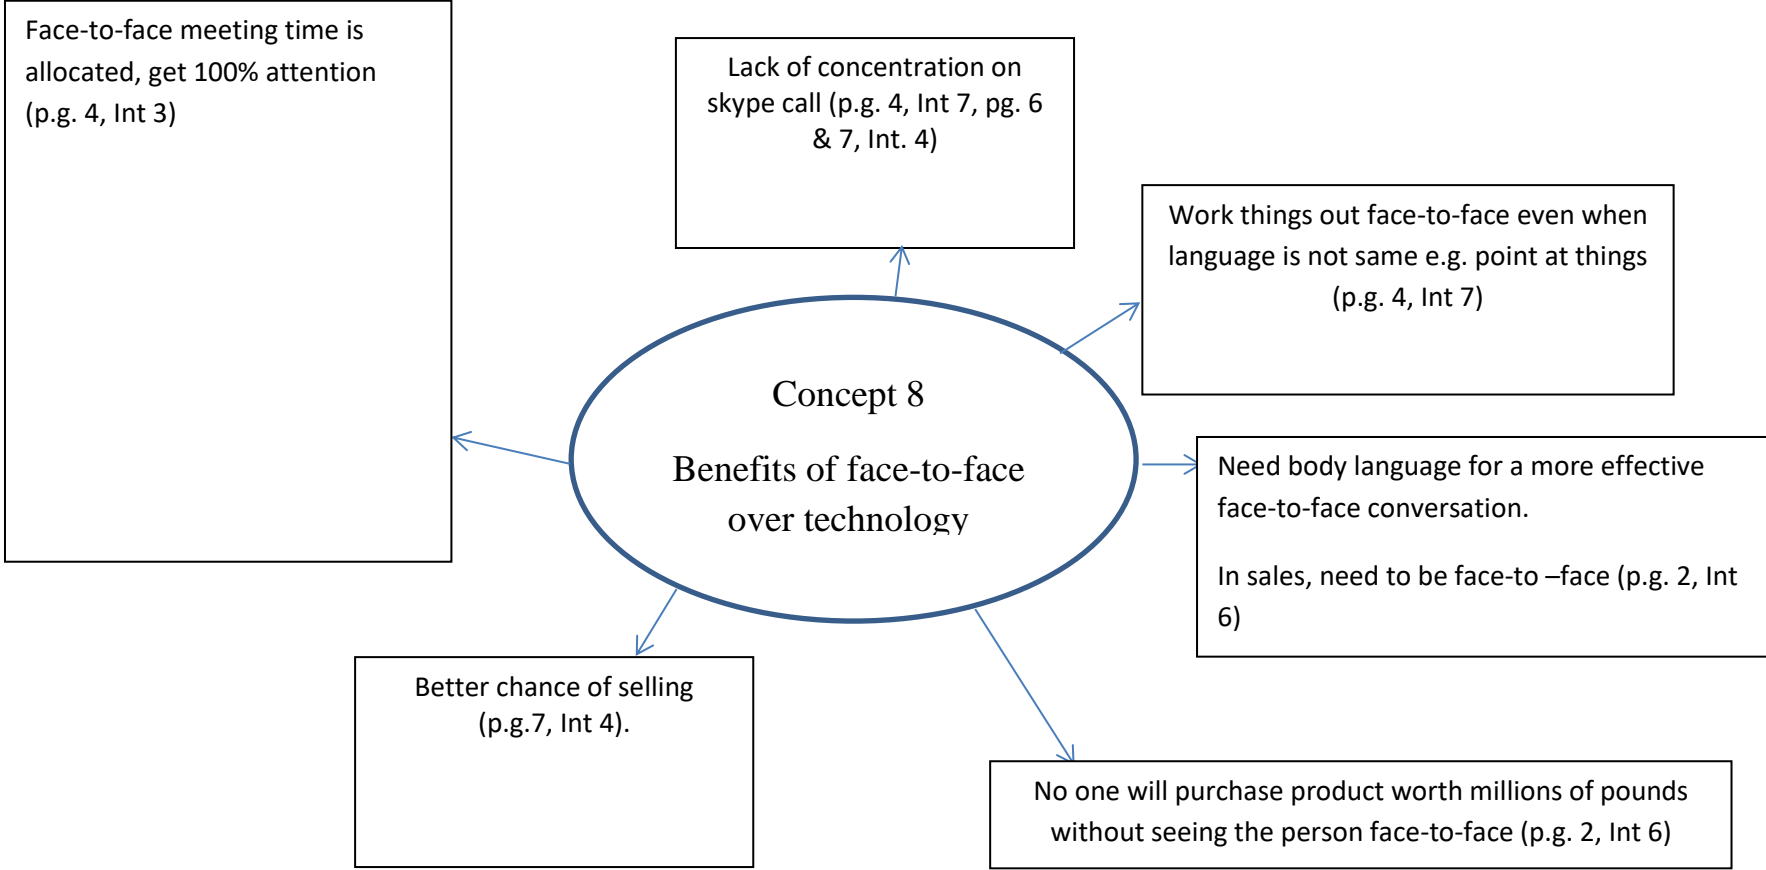 Face-to-face meeting time is
allocated, get 100% attention
(p.g. 4, Int 3)
Lack of concentration on
skype call (p.g. 4, Int 7, pg. 6
& 7, Int. 4)
Work things out face-to-face even when
language is not same e.g. point at things
(p.g. 4, Int 7)
Concept 8
Benefits of face-to-face
over technology
Need body language for a more effective
face-to-face conversation.
In sales, need to be face-to –face (p.g. 2, Int
6)
Better chance of selling
(p.g.7, Int 4).
No one will purchase product worth millions of pounds
without seeing the person face-to-face (p.g. 2, Int 6)